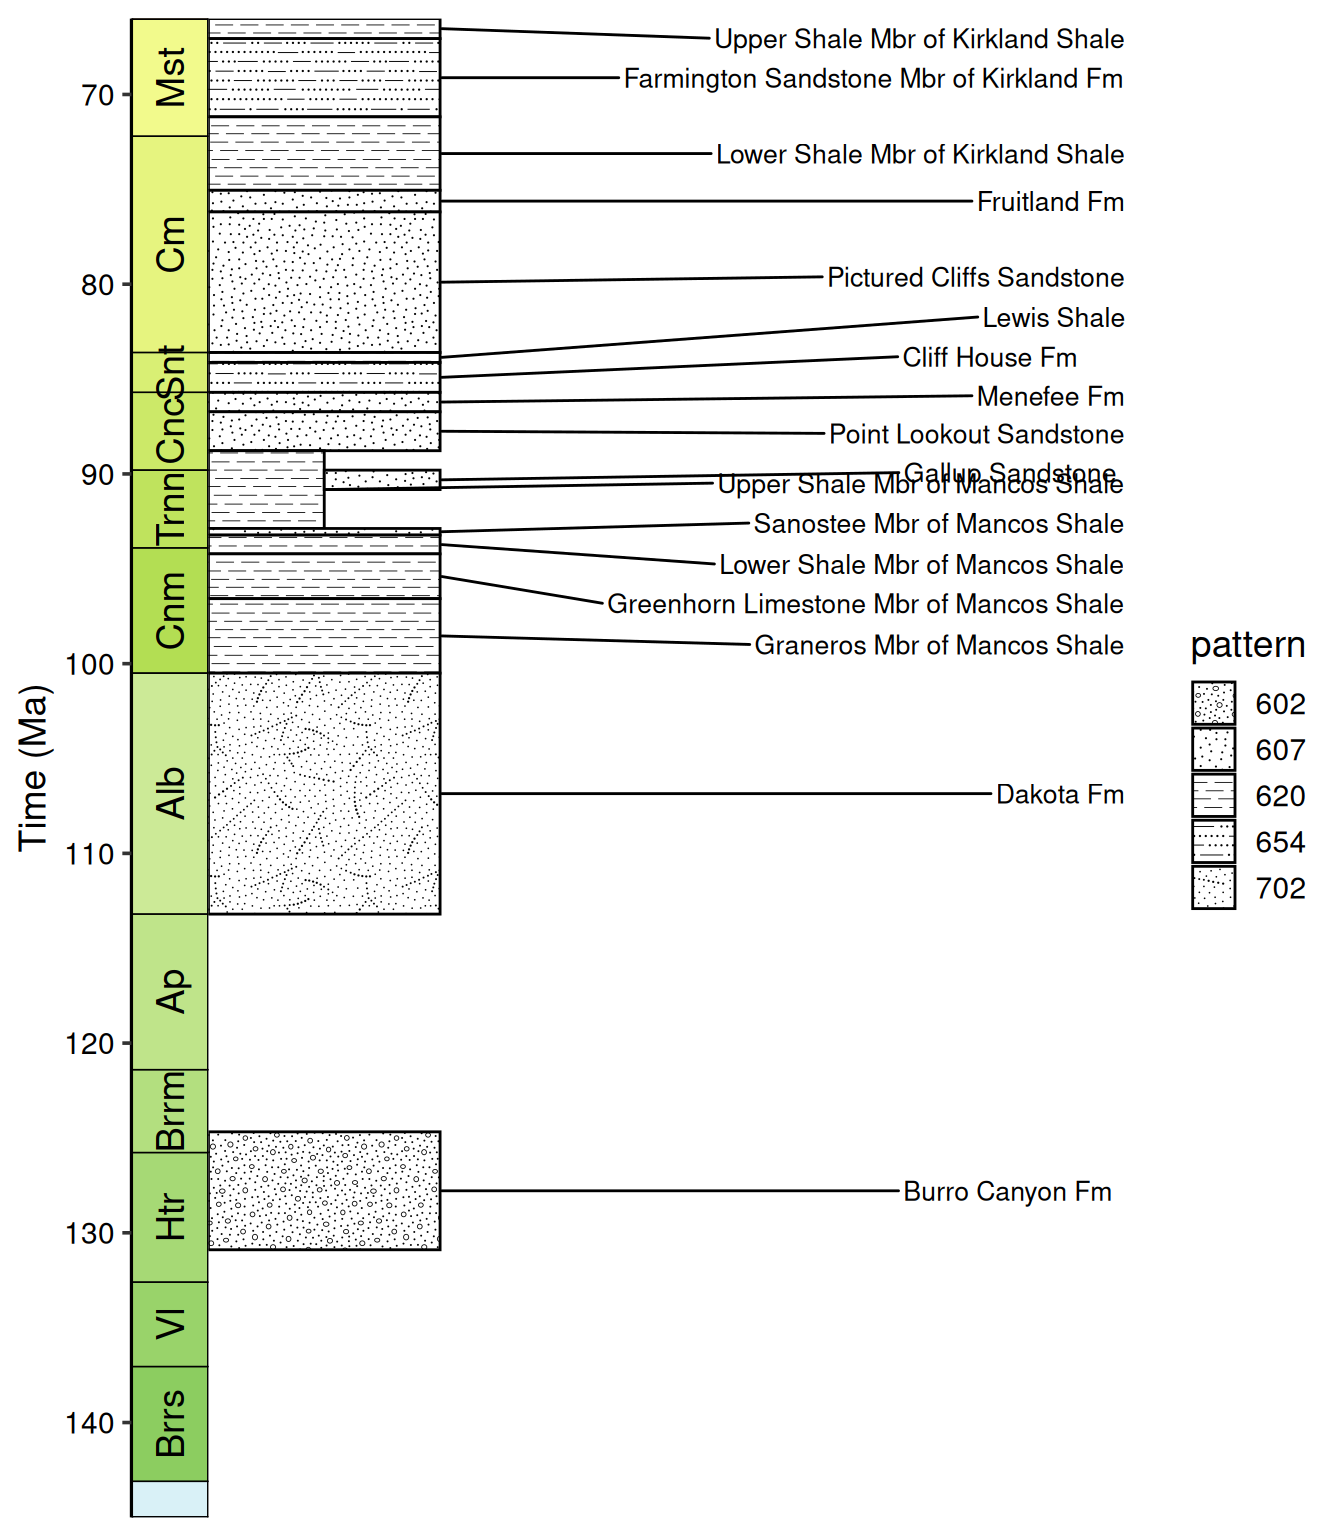 Mst
Cm
Snt
Cnc
Trnn
Cnm
Alb
Ap
Brrm
Htr
Vl
Brrs
70
80
90
100
110
120
130
140
Time (Ma)
Upper Shale Mbr of Kirkland Shale
Farmington Sandstone Mbr of Kirkland Fm
Lower Shale Mbr of Kirkland Shale
Fruitland Fm
Pictured Cliffs Sandstone
Lewis Shale
Cliff House Fm
Menefee Fm
Point Lookout Sandstone
Gallup Sandstone
Upper Shale Mbr of Mancos Shale
Sanostee Mbr of Mancos Shale
Lower Shale Mbr of Mancos Shale
Greenhorn Limestone Mbr of Mancos Shale
Graneros Mbr of Mancos Shale
Dakota Fm
Burro Canyon Fm
pattern
602
607
620
654
702